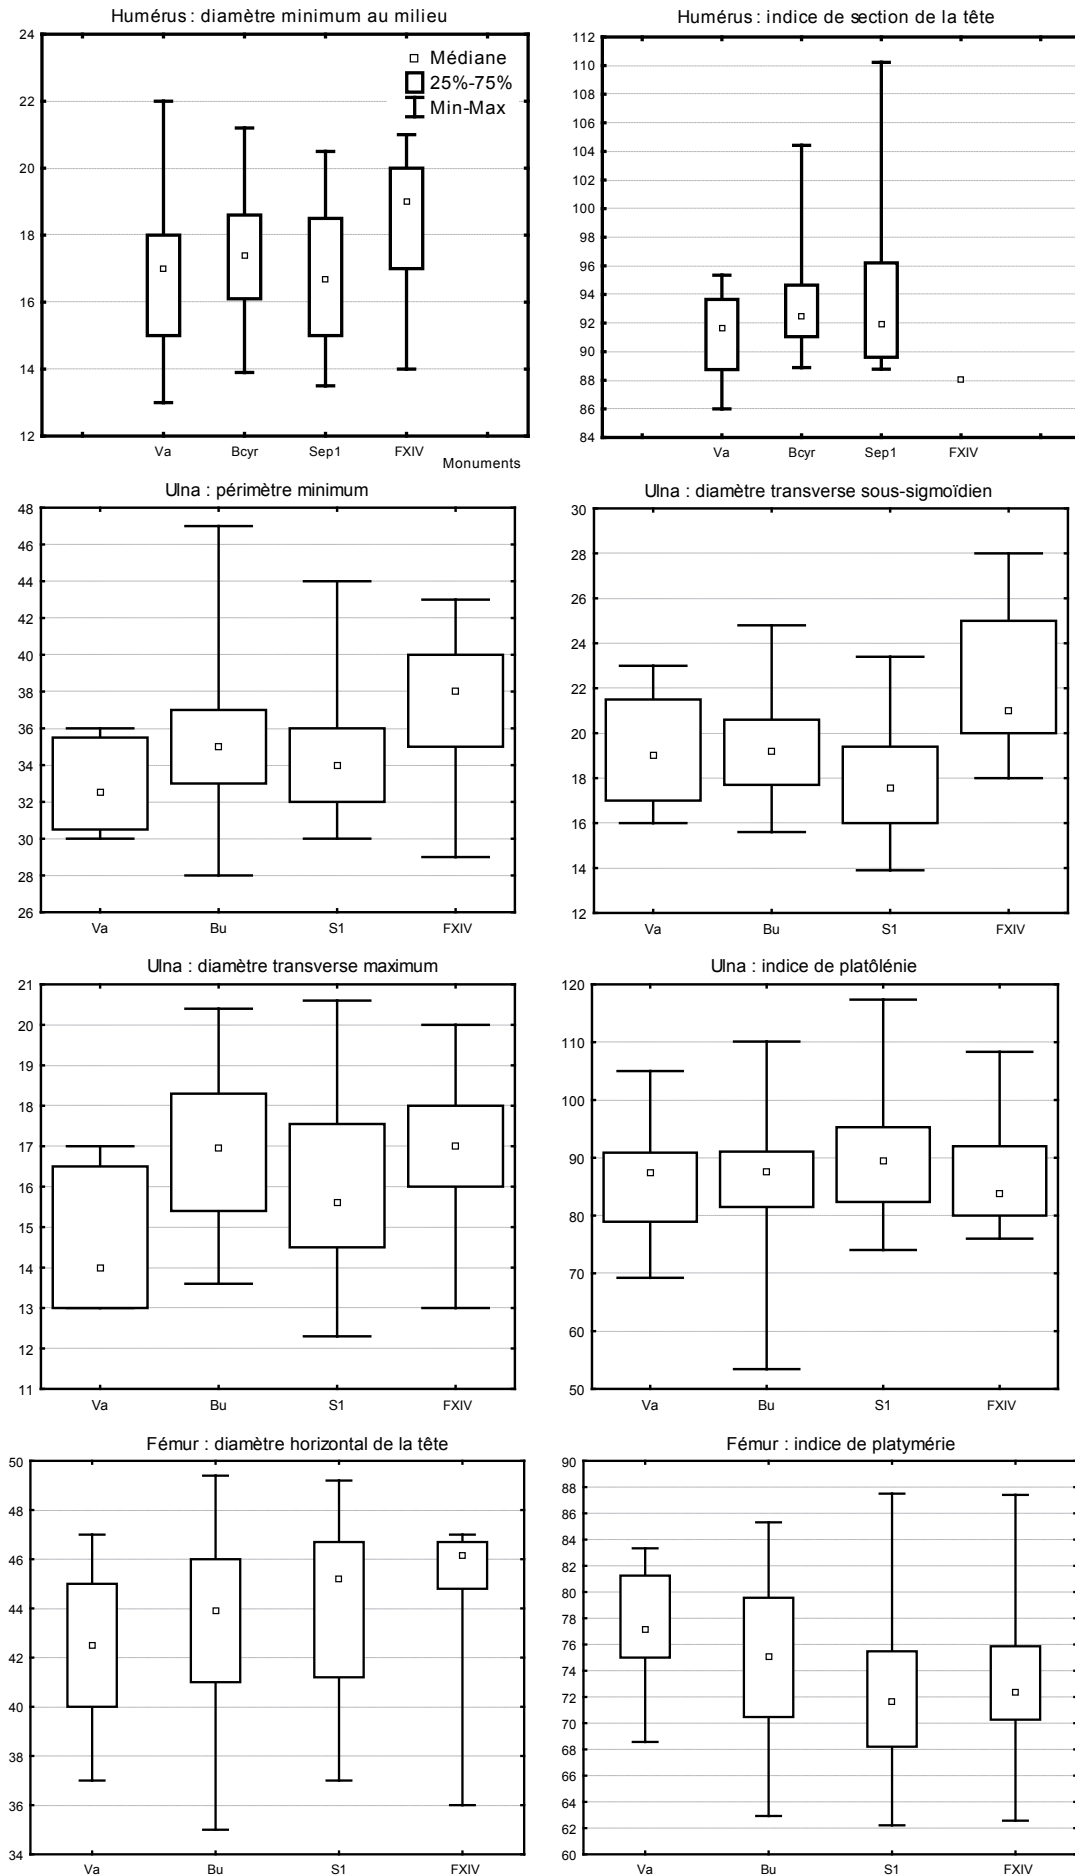 Humérus : diamètre minimum au milieu
24
22
20
18
16
14
12
Médiane
25%-75%
Min-Max
Va
Bcyr
Sep1
FXIV
Monuments
Humérus : indice de section de la tête
112
110
108
106
104
102
100
98
96
94
92
90
88
86
84
Va
Bcyr
Sep1
FXIV
Ulna : périmètre minimum
48
46
44
42
40
38
36
34
32
30
28
26
Va
Bu
S1
FXIV
Ulna : diamètre transverse sous-sigmoïdien
30
28
26
24
22
20
18
16
14
12
Va
Bu
S1
FXIV
Ulna : diamètre transverse maximum
21
20
19
18
17
16
15
14
13
12
11
Va
Bu
S1
FXIV
Ulna : indice de platôlénie
120
110
100
90
80
70
60
50
Va
Bu
S1
FXIV
Fémur : diamètre horizontal de la tête
50
48
46
44
42
40
38
36
34
Va
Bu
S1
FXIV
Fémur : indice de platymérie
90
88
86
84
82
80
78
76
74
72
70
68
66
64
62
60
Va
Bu
S1
FXIV